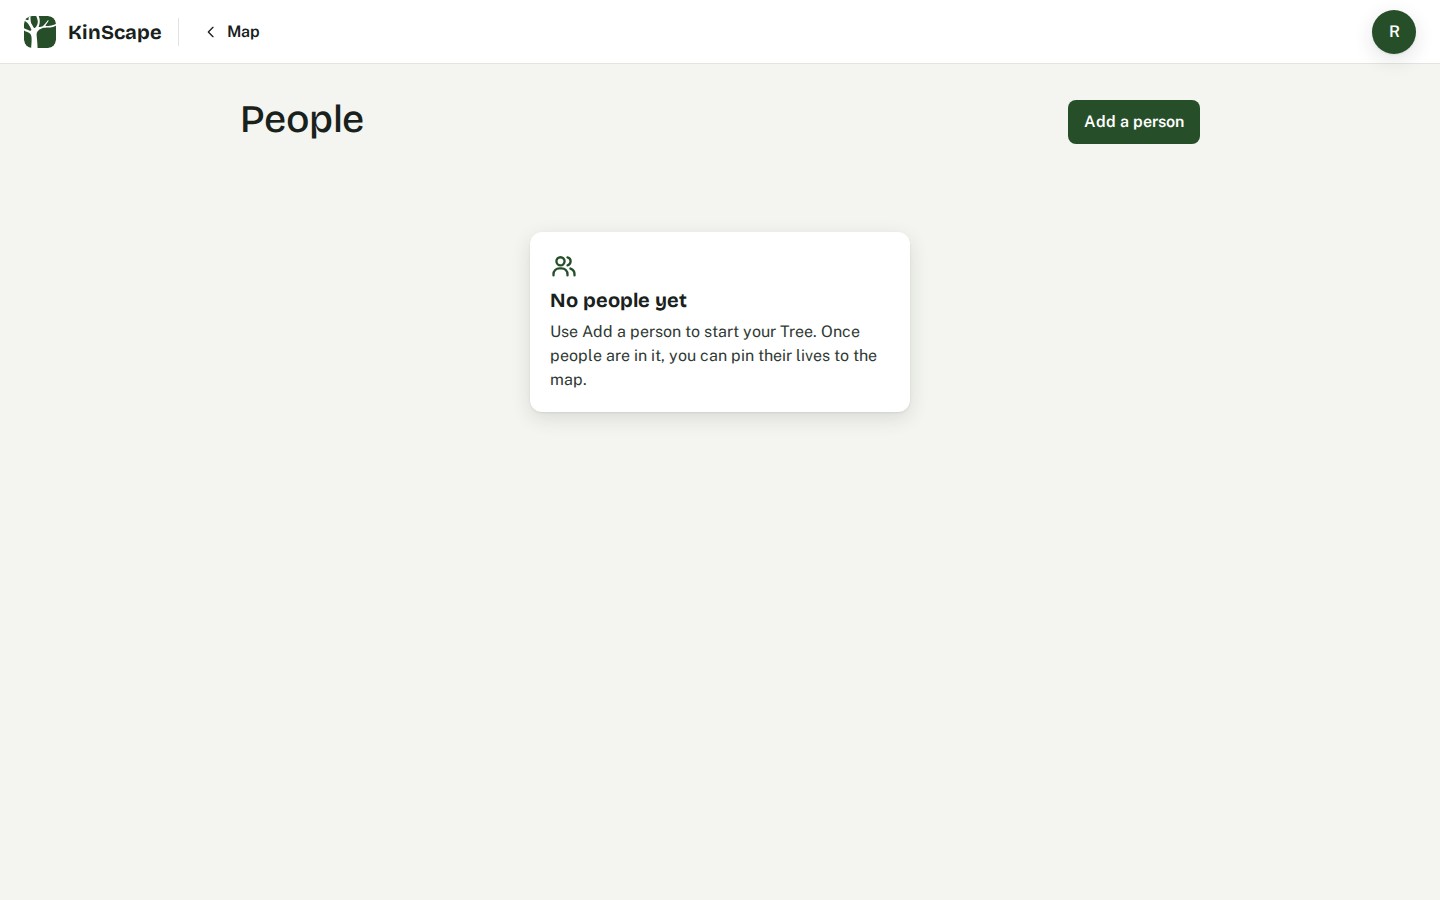 KinScape
Map
R
People
Add a person
No people yet
Use Add a person to start your Tree. Once
people are in it, you can pin their lives to the
map.